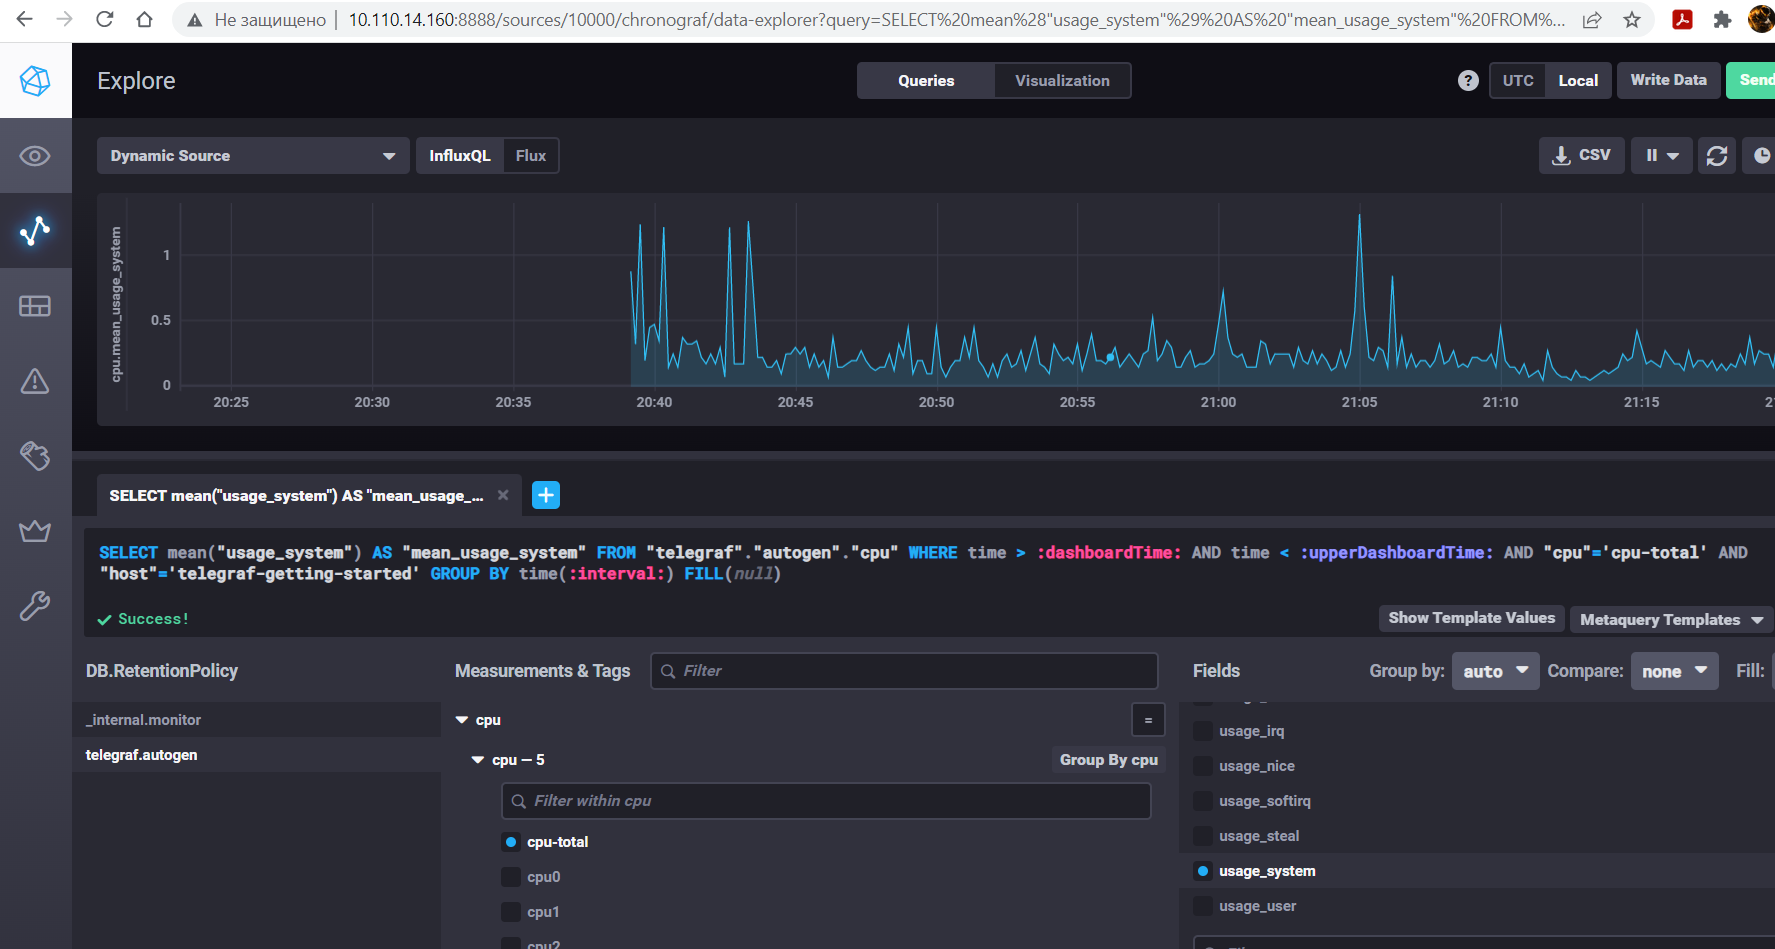 Не защищено | 10.110.14.160:8888/sources/10000/chronograf/data-explorer?query=SELECT%20mean%28"usage_system"%29%20AS%20"mean_usage_system"%20FROM%...
Explore
Queries Visualization
? UTC Local Write Data Send
Dynamic Source InfluxQL Flux
CSV
cpu.mean_usage_system
1
0.5
0
20:25 20:30 20:35 20:40 20:45 20:50 20:55 21:00 21:05 21:10 21:15
SELECT mean("usage_system") AS "mean_usage_... ×
+
SELECT mean("usage_system") AS "mean_usage_system" FROM "telegraf"."autogen"."cpu" WHERE time > :dashboardTime: AND time < :upperDashboardTime: AND "cpu"='cpu-total' AND
"host"='telegraf-getting-started' GROUP BY time(:interval:) FILL(null)
Success!
Show Template Values Metaquery Templates
DB.RetentionPolicy
_internal.monitor
telegraf.autogen
Measurements & Tags Filter
cpu =
cpu — 5 Group By cpu
Filter within cpu
cpu-total
cpu0
cpu1
cpu2
Fields Group by: auto Compare: none Fill:
usage_irq
usage_nice
usage_softirq
usage_steal
usage_system
usage_user